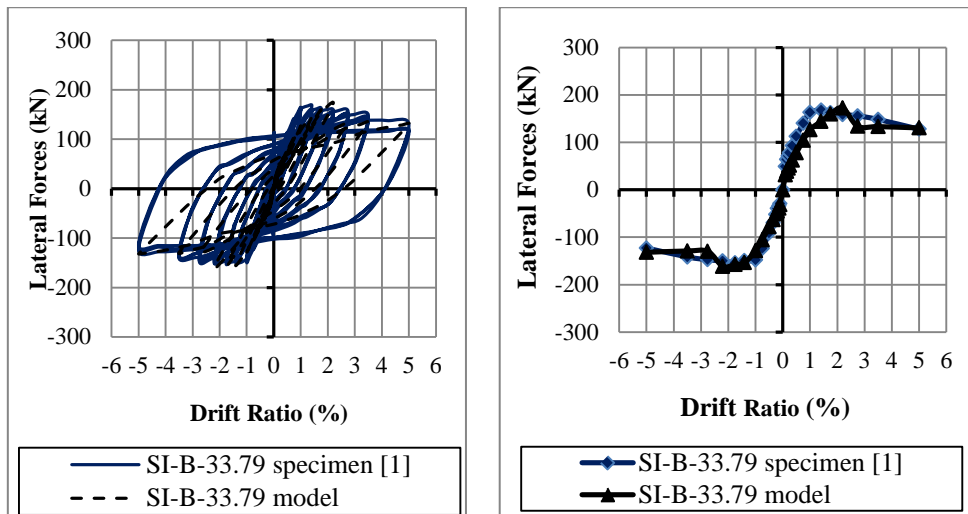 300
200
100
0
-100
-200
-300
Lateral Forces (kN)
-6 -5 -4 -3 -2 -1 0 1 2 3 4 5 6
Drift Ratio (%)
SI-B-33.79 specimen [1]
SI-B-33.79 model
300
200
100
0
-100
-200
-300
Lateral Forces (kN)
-6 -5 -4 -3 -2 -1 0 1 2 3 4 5 6
Drift Ratio (%)
SI-B-33.79 specimen [1]
SI-B-33.79 model